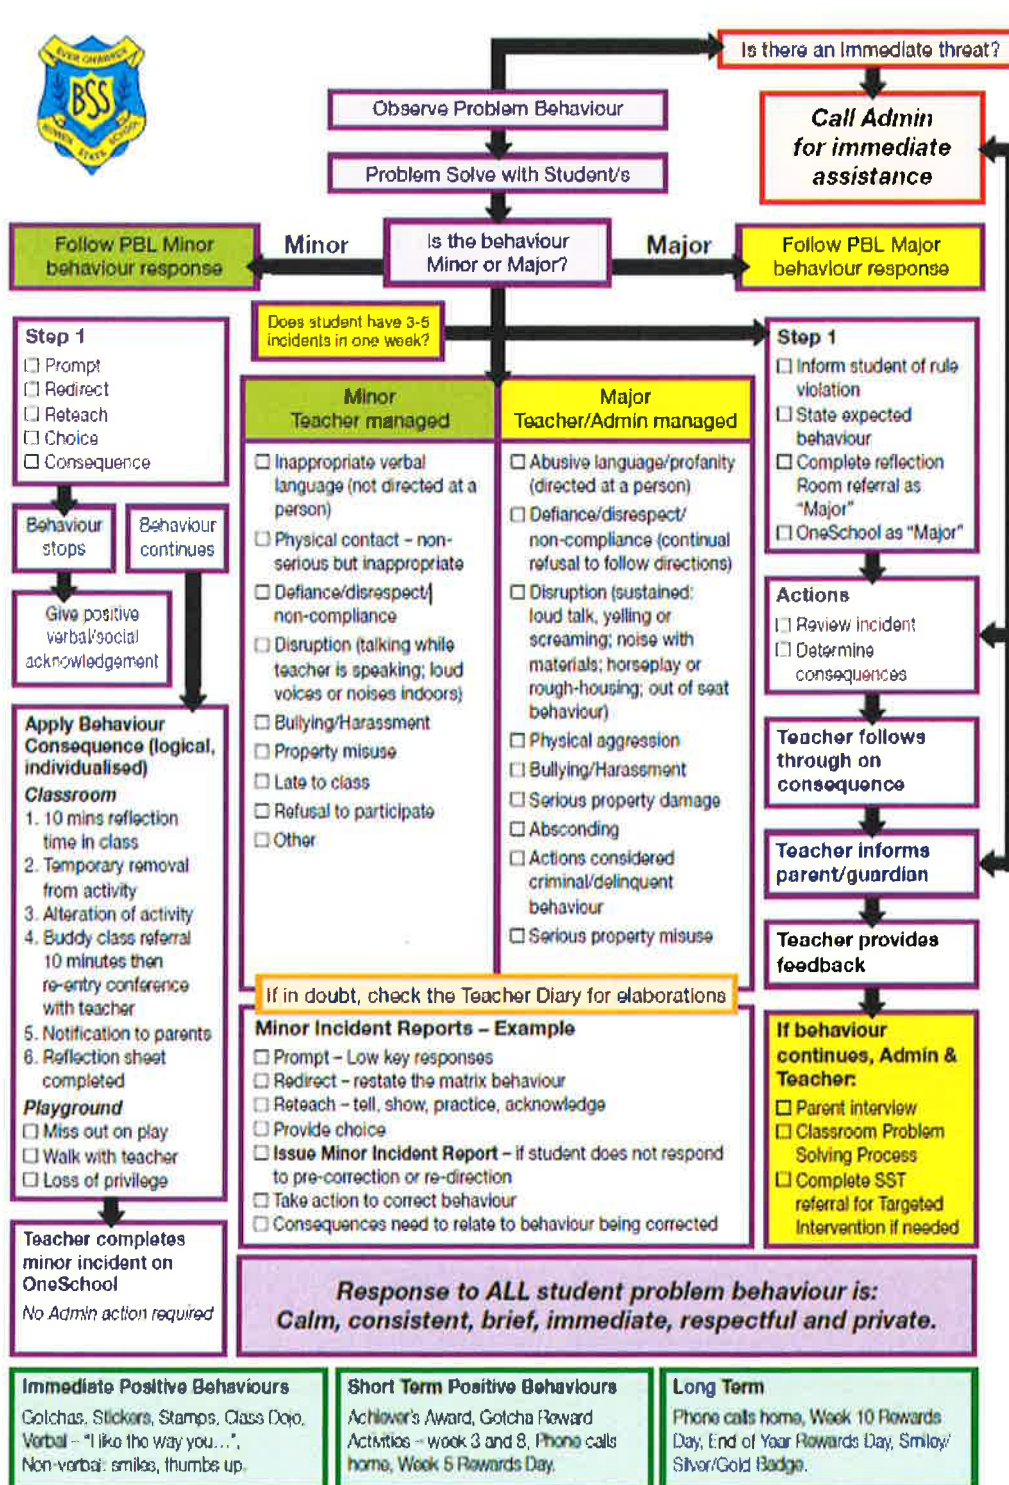 EVER ONWARD
BSS
BOWEN STATE SCHOOL
Is there an Immediate threat?
Observe Problem Behaviour
Call Admin
for immediate
assistance
Problem Solve with Student/s
Follow PBL Minor
behaviour response
Minor
Is the behaviour
Minor or Major?
Major
Follow PBL Major
behaviour response
Does student have 3-5
incidents in one week?
Step 1
☐ Prompt
☐ Redirect
☐ Reteach
☐ Choice
☐ Consequence
Behaviour
stops
Behaviour
continues
Give positive
verbal/social
acknowledgement
Apply Behaviour
Consequence (logical,
individualised)
Classroom
1. 10 mins reflection
time in class
2. Temporary removal
from activity
3. Alteration of activity
4. Buddy class referral
10 minutes then
re-entry conference
with teacher
5. Notification to parents
6. Reflection sheet
completed
Playground
☐ Miss out on play
☐ Walk with teacher
☐ Loss of privilege
Teacher completes
minor incident on
OneSchool
No Admin action required
Minor
Teacher managed
☐ Inappropriate verbal
language (not directed at a
person)
☐ Physical contact – non-
serious but inappropriate
☐ Defiance/disrespect/
non-compliance
☐ Disruption (talking while
teacher is speaking; loud
voices or noises indoors)
☐ Bullying/Harassment
☐ Property misuse
☐ Late to class
☐ Refusal to participate
☐ Other
Major
Teacher/Admin managed
☐ Abusive language/profanity
(directed at a person)
☐ Defiance/disrespect/
non-compliance (continual
refusal to follow directions)
☐ Disruption (sustained:
loud talk, yelling or
screaming; noise with
materials; horseplay or
rough-housing; out of seat
behaviour)
☐ Physical aggression
☐ Bullying/Harassment
☐ Serious property damage
☐ Absconding
☐ Actions considered
criminal/delinquent
behaviour
☐ Serious property misuse
If in doubt, check the Teacher Diary for elaborations
Minor Incident Reports – Example
☐ Prompt – Low key responses
☐ Redirect – restate the matrix behaviour
☐ Reteach – tell, show, practice, acknowledge
☐ Provide choice
☐ Issue Minor Incident Report – if student does not respond
to pre-correction or re-direction
☐ Take action to correct behaviour
☐ Consequences need to relate to behaviour being corrected
Step 1
☐ Inform student of rule
violation
☐ State expected
behaviour
☐ Complete reflection
Room referral as
“Major”
☐ OneSchool as “Major”
Actions
☐ Review incident
☐ Determine
consequences
Teacher follows
through on
consequence
Teacher informs
parent/guardian
Teacher provides
feedback
If behaviour
continues, Admin &
Teacher:
☐ Parent interview
☐ Classroom Problem
Solving Process
☐ Complete SST
referral for Targeted
Intervention if needed
Response to ALL student problem behaviour is:
Calm, consistent, brief, immediate, respectful and private.
Immediate Positive Behaviours
Gotchas, Stickers, Stamps, Class Dojo,
Verbal – “I like the way you…”,
Non-verbal: smiles, thumbs up.
Short Term Positive Behaviours
Achiever's Award, Gotcha Reward
Activities – week 3 and 8, Phone calls
home, Week 5 Rewards Day.
Long Term
Phone calls home, Week 10 Rewards
Day, End of Year Rewards Day, Smiley/
Silver/Gold Badge.